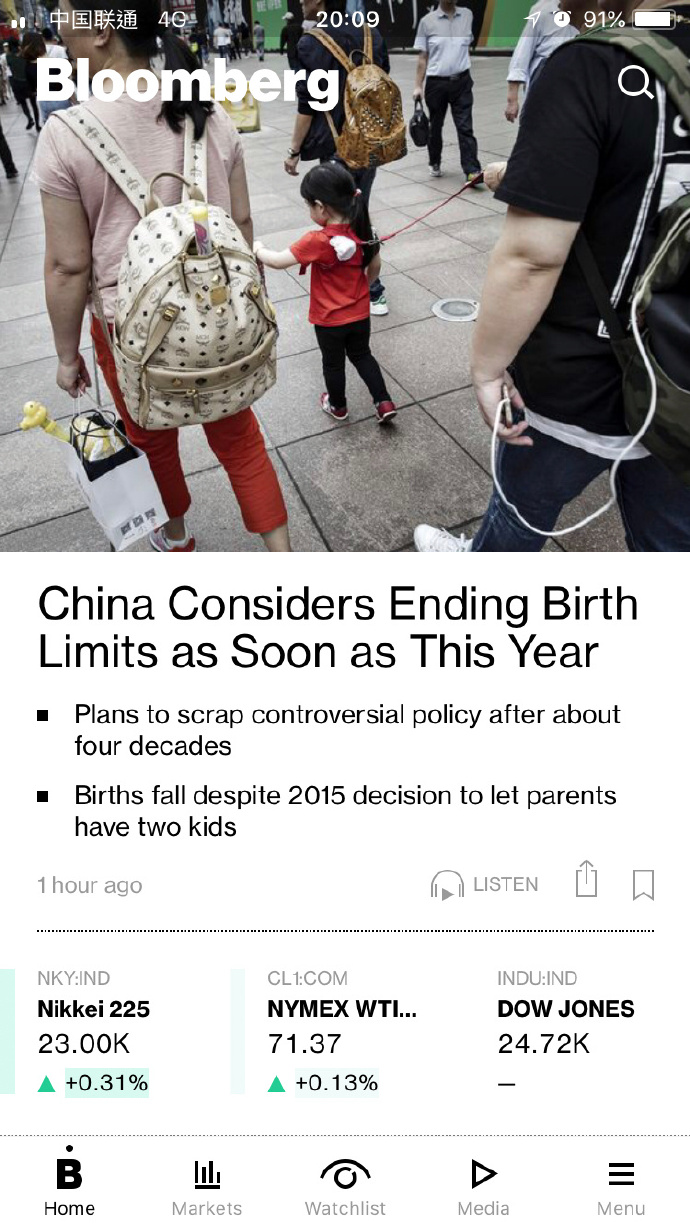 中国联通 4G 20:09 91%
Bloomberg
China Considers Ending Birth
Limits as Soon as This Year
Plans to scrap controversial policy after about
four decades
Births fall despite 2015 decision to let parents
have two kids
1 hour ago LISTEN
NKY:IND CL1:COM INDU:IND
Nikkei 225 NYMEX WTI... DOW JONES
23.00K 71.37 24.72K
+0.31% +0.13% —
B
Home Markets Watchlist Media Menu